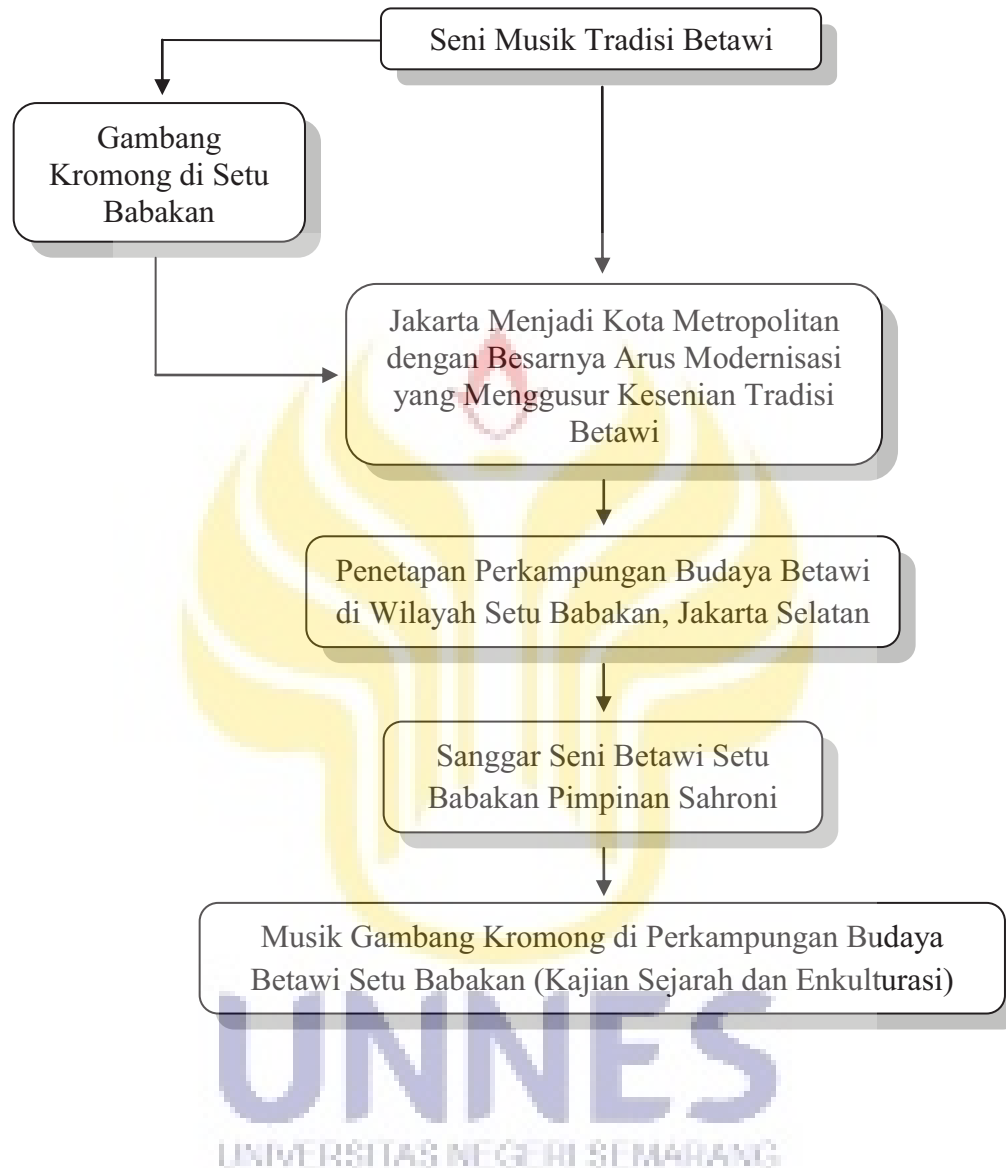 Seni Musik Tradisi Betawi
Gambang
Kromong di Setu
Babakan
Jakarta Menjadi Kota Metropolitan
dengan Besarnya Arus Modernisasi
yang Menggusur Kesenian Tradisi
Betawi
Penetapan Perkampungan Budaya Betawi
di Wilayah Setu Babakan, Jakarta Selatan
Sanggar Seni Betawi Setu
Babakan Pimpinan Sahroni
Musik Gambang Kromong di Perkampungan Budaya
Betawi Setu Babakan (Kajian Sejarah dan Enkulturasi)
UNNES
UNIVERSITAS NEGERI SEMARANG